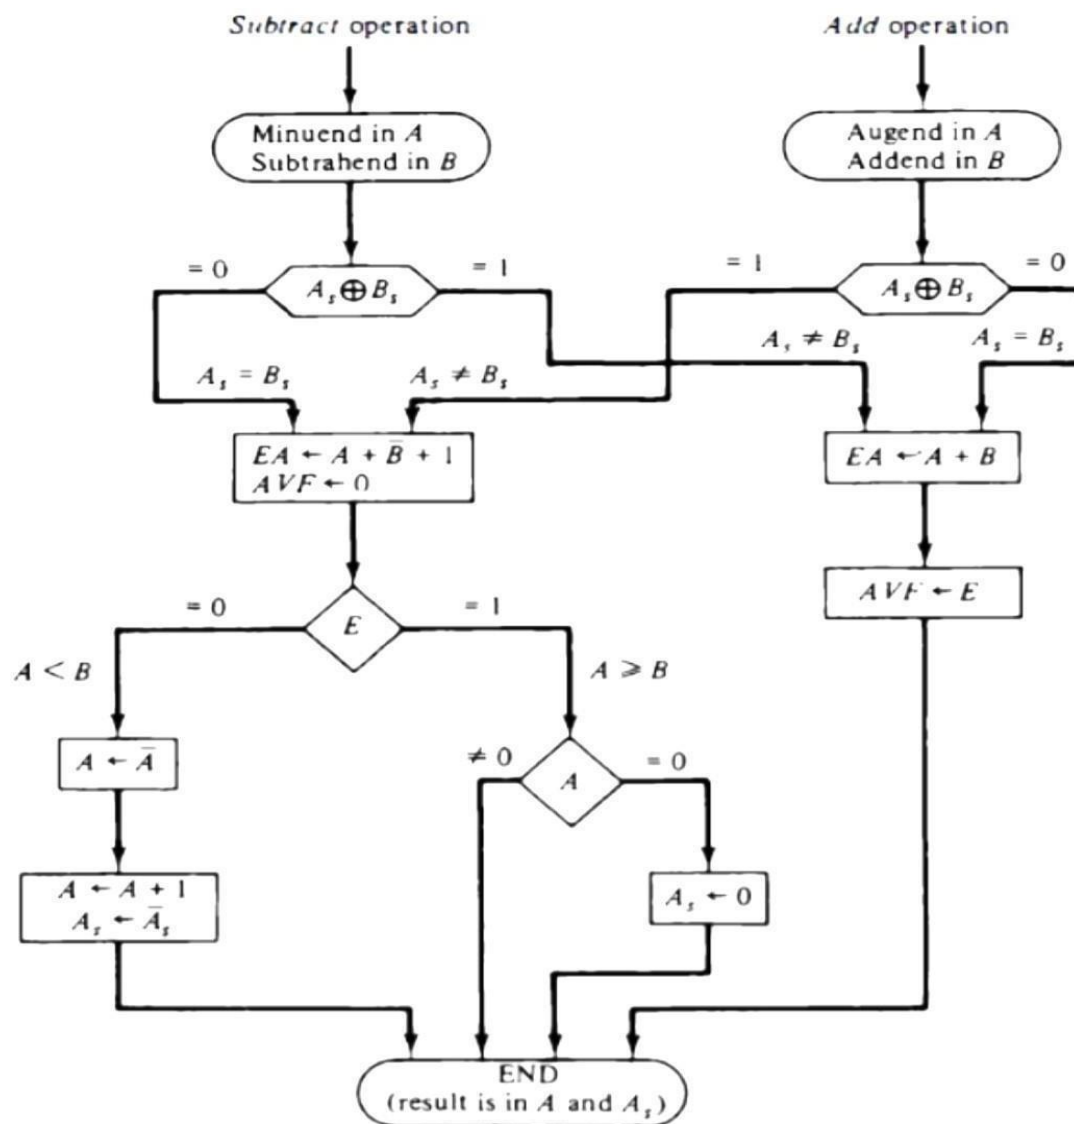 Subtract operation
Add operation
Minuend in A
Subtrahend in B
Augend in A
Addend in B
= 0
A_s ⊕ B_s
= 1
= 1
A_s ⊕ B_s
= 0
A_s = B_s
A_s ≠ B_s
A_s ≠ B_s
A_s = B_s
EA ← A + B̅ + 1
AVF ← 0
EA ← A + B
AVF ← E
= 0
E
= 1
A < B
A ⩾ B
A ← A̅
≠ 0
A
= 0
A ← A + 1
A_s ← A̅_s
A_s ← 0
END
(result is in A and A_s)